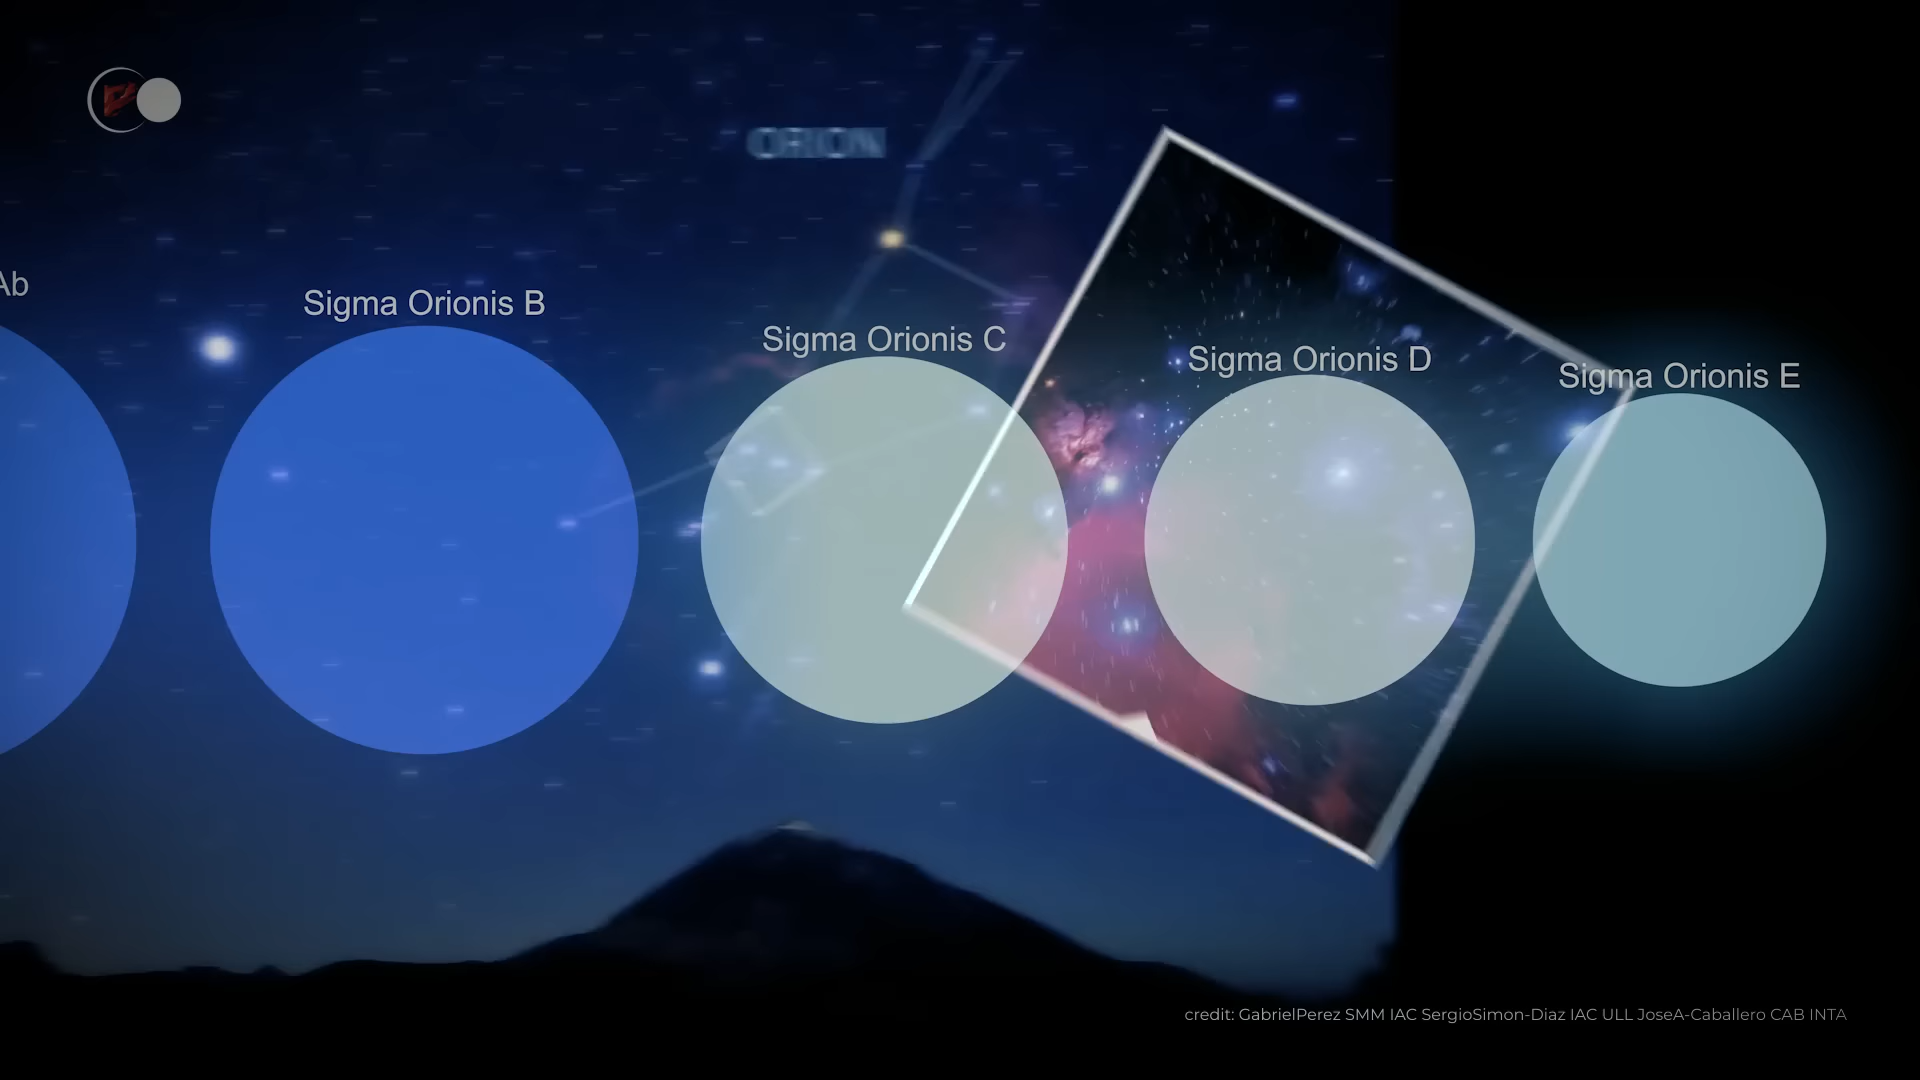 ORION
Ab
Sigma Orionis B
Sigma Orionis C
Sigma Orionis D
Sigma Orionis E
credit: GabrielPerez SMM IAC SergioSimon-Diaz IAC ULL JoseA-Caballero CAB INTA